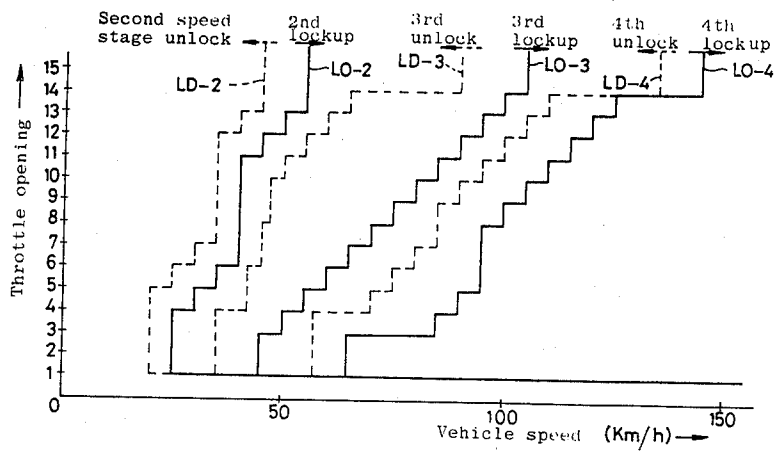 Second speed
stage unlock
2nd
lockup
3rd
unlock
3rd
lockup
4th
unlock
4th
lockup
LD-2
LO-2
LD-3
LO-3
LD-4
LO-4
Throttle opening
15
14
13
12
11
10
9
8
7
6
5
4
3
2
1
0
0
50
100
150
Vehicle speed (Km/h)